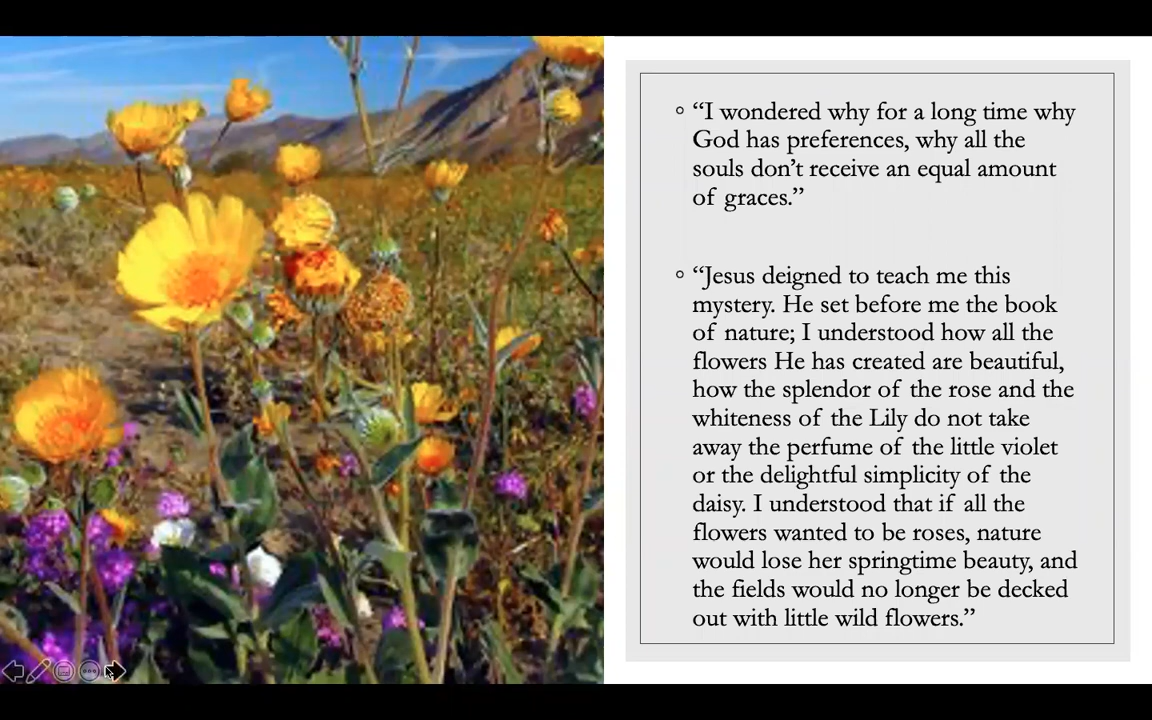 “I wondered why for a long time why
God has preferences, why all the
souls don’t receive an equal amount
of graces.”
“Jesus deigned to teach me this
mystery. He set before me the book
of nature; I understood how all the
flowers He has created are beautiful,
how the splendor of the rose and the
whiteness of the Lily do not take
away the perfume of the little violet
or the delightful simplicity of the
daisy. I understood that if all the
flowers wanted to be roses, nature
would lose her springtime beauty, and
the fields would no longer be decked
out with little wild flowers.”